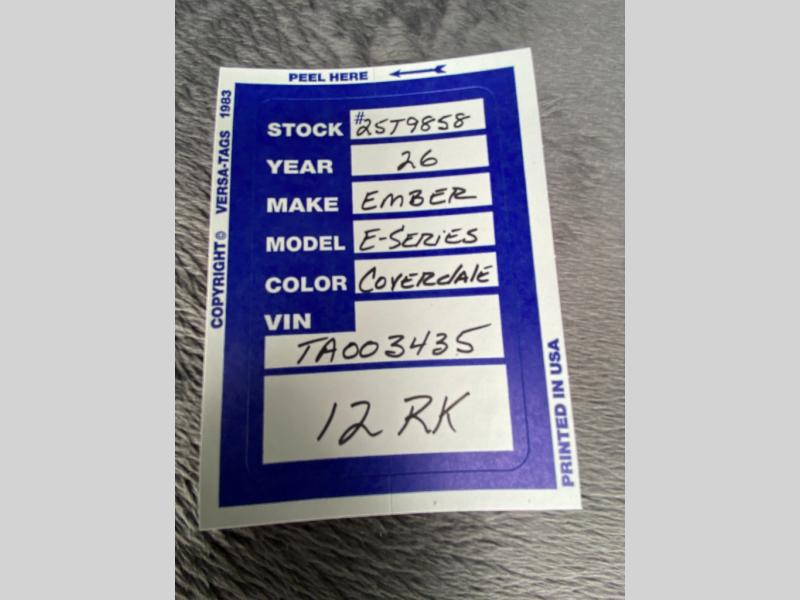 PEEL HERE
COPYRIGHT © VERSA-TAGS 1983
STOCK #25T9858
YEAR 26
MAKE EMBER
MODEL E-SERIES
COLOR COVERdALE
VIN
TA003435
12 RK
PRINTED IN USA